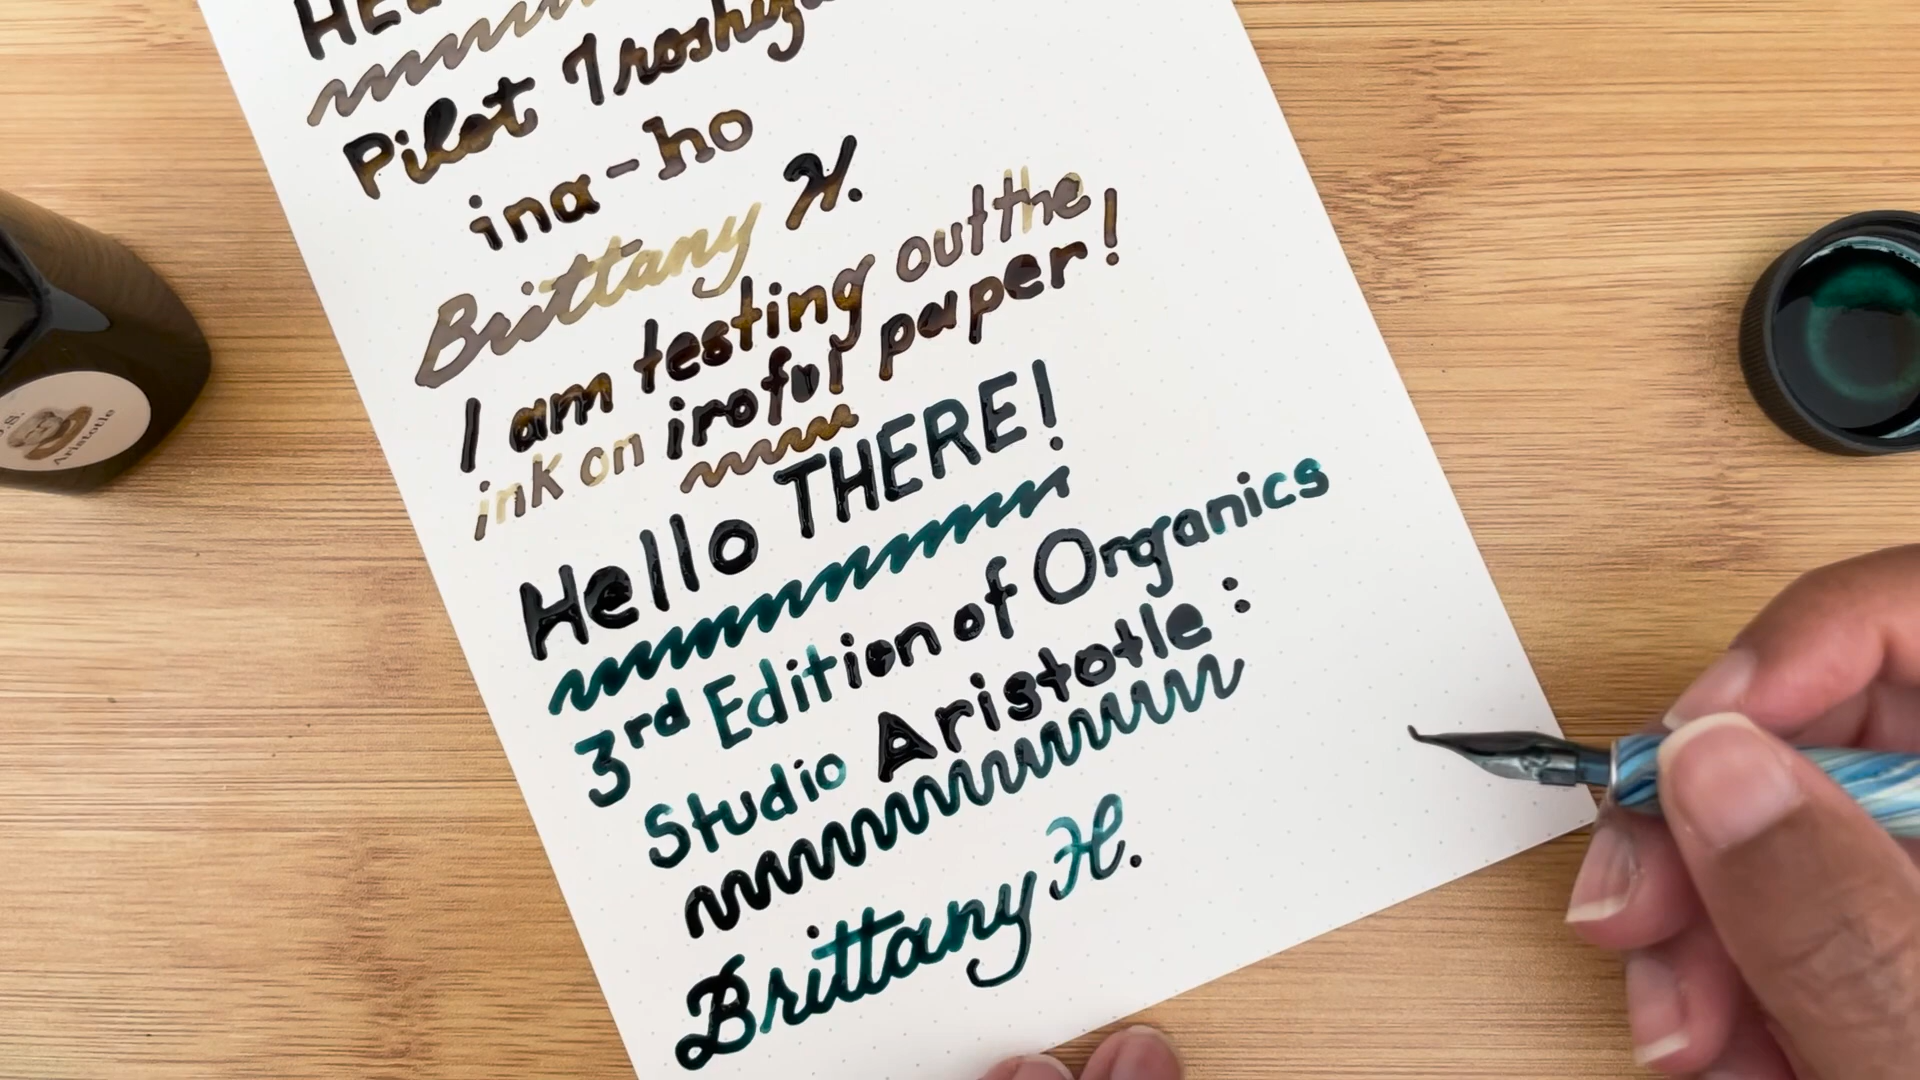 Pilot Iroshizu
ina-ho
Brittany H.
I am testing out the
ink on iroful paper!
Hello THERE!
3rd Edition of Organics
Studio Aristotle:
Brittany H.
Aristotle